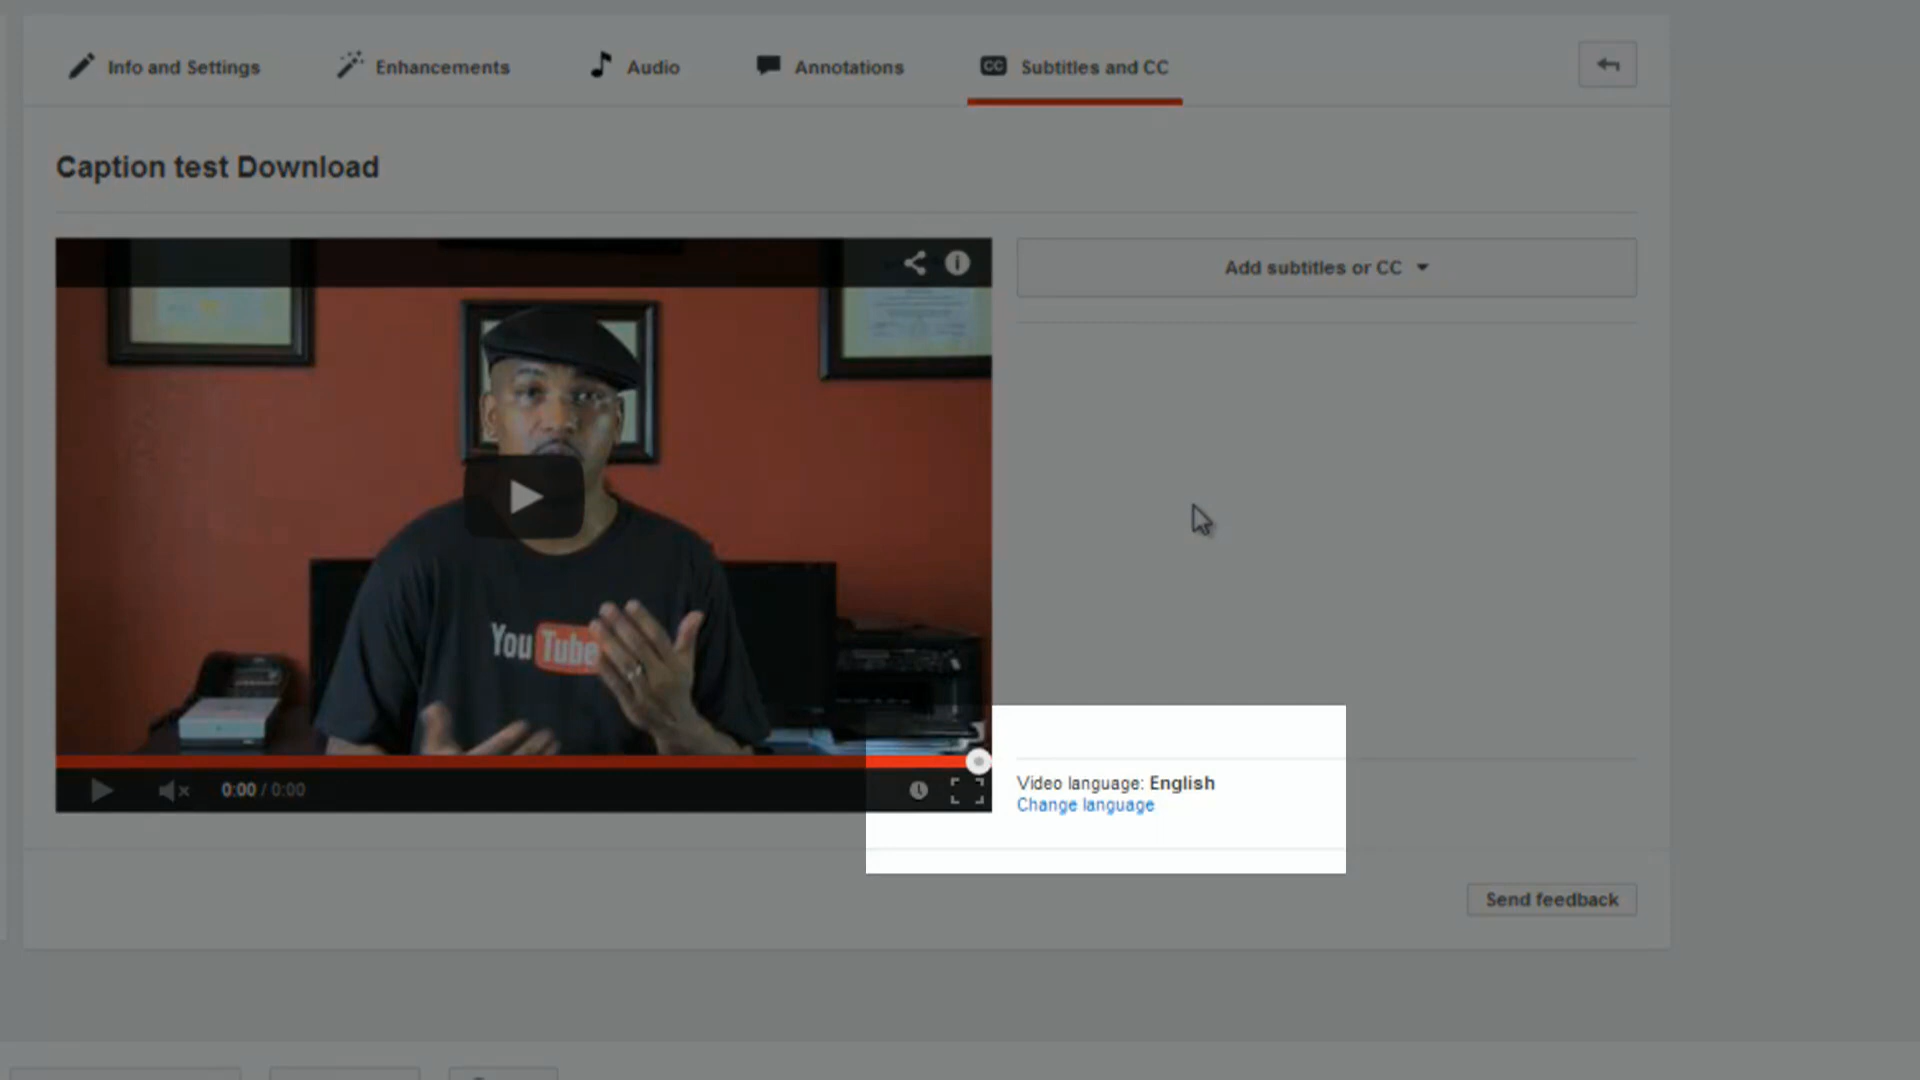 Info and Settings
Enhancements
Audio
Annotations
CC Subtitles and CC
Caption test Download
Add subtitles or CC
You Tube
0:00 / 0:00
Video language: English
Change language
Send feedback